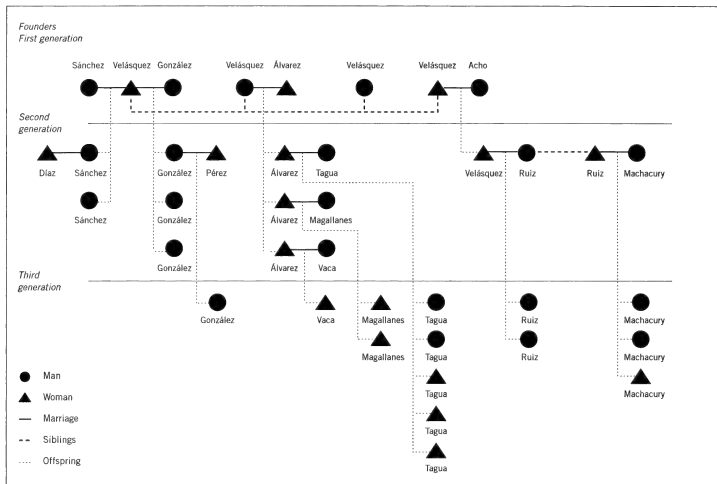 Founders
First generation
Sánchez Velásquez González Velásquez Álvarez Velásquez Velásquez Acho
Second
generation
Díaz Sánchez González Pérez Álvarez Tagua Velásquez Ruiz Ruiz Machacury
Sánchez González Álvarez Magallanes
González Álvarez Vaca
Third
generation
González Vaca Magallanes Tagua Ruiz Machacury
Magallanes Tagua Ruiz Machacury
Man
Woman
Tagua Machacury
Marriage
Tagua
Siblings
Offspring
Tagua